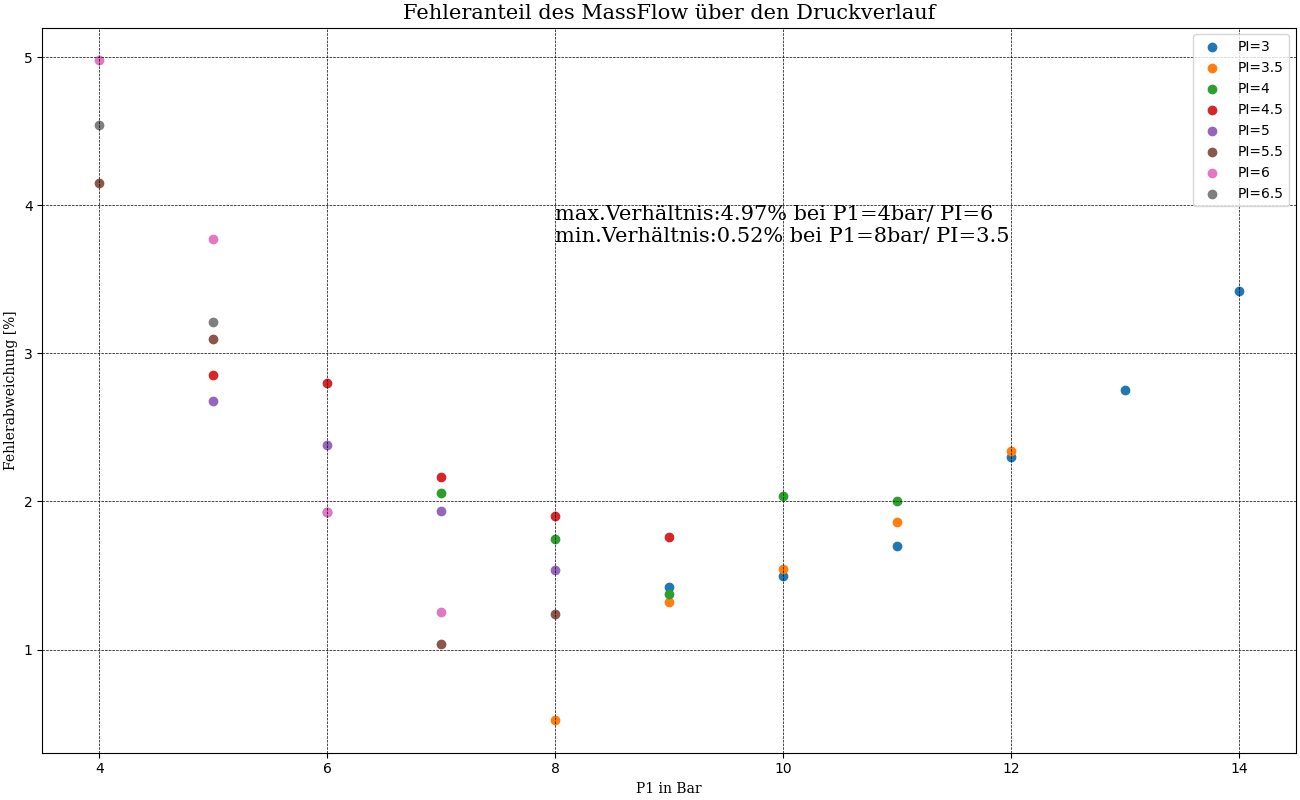 Fehleranteil des MassFlow über den Druckverlauf
PI=3
PI=3.5
PI=4
PI=4.5
PI=5
PI=5.5
PI=6
PI=6.5
max.Verhältnis:4.97% bei P1=4bar/ PI=6
min.Verhältnis:0.52% bei P1=8bar/ PI=3.5
Fehlerabweichung [%]
5
4
3
2
1
4 6 8 10 12 14
P1 in Bar